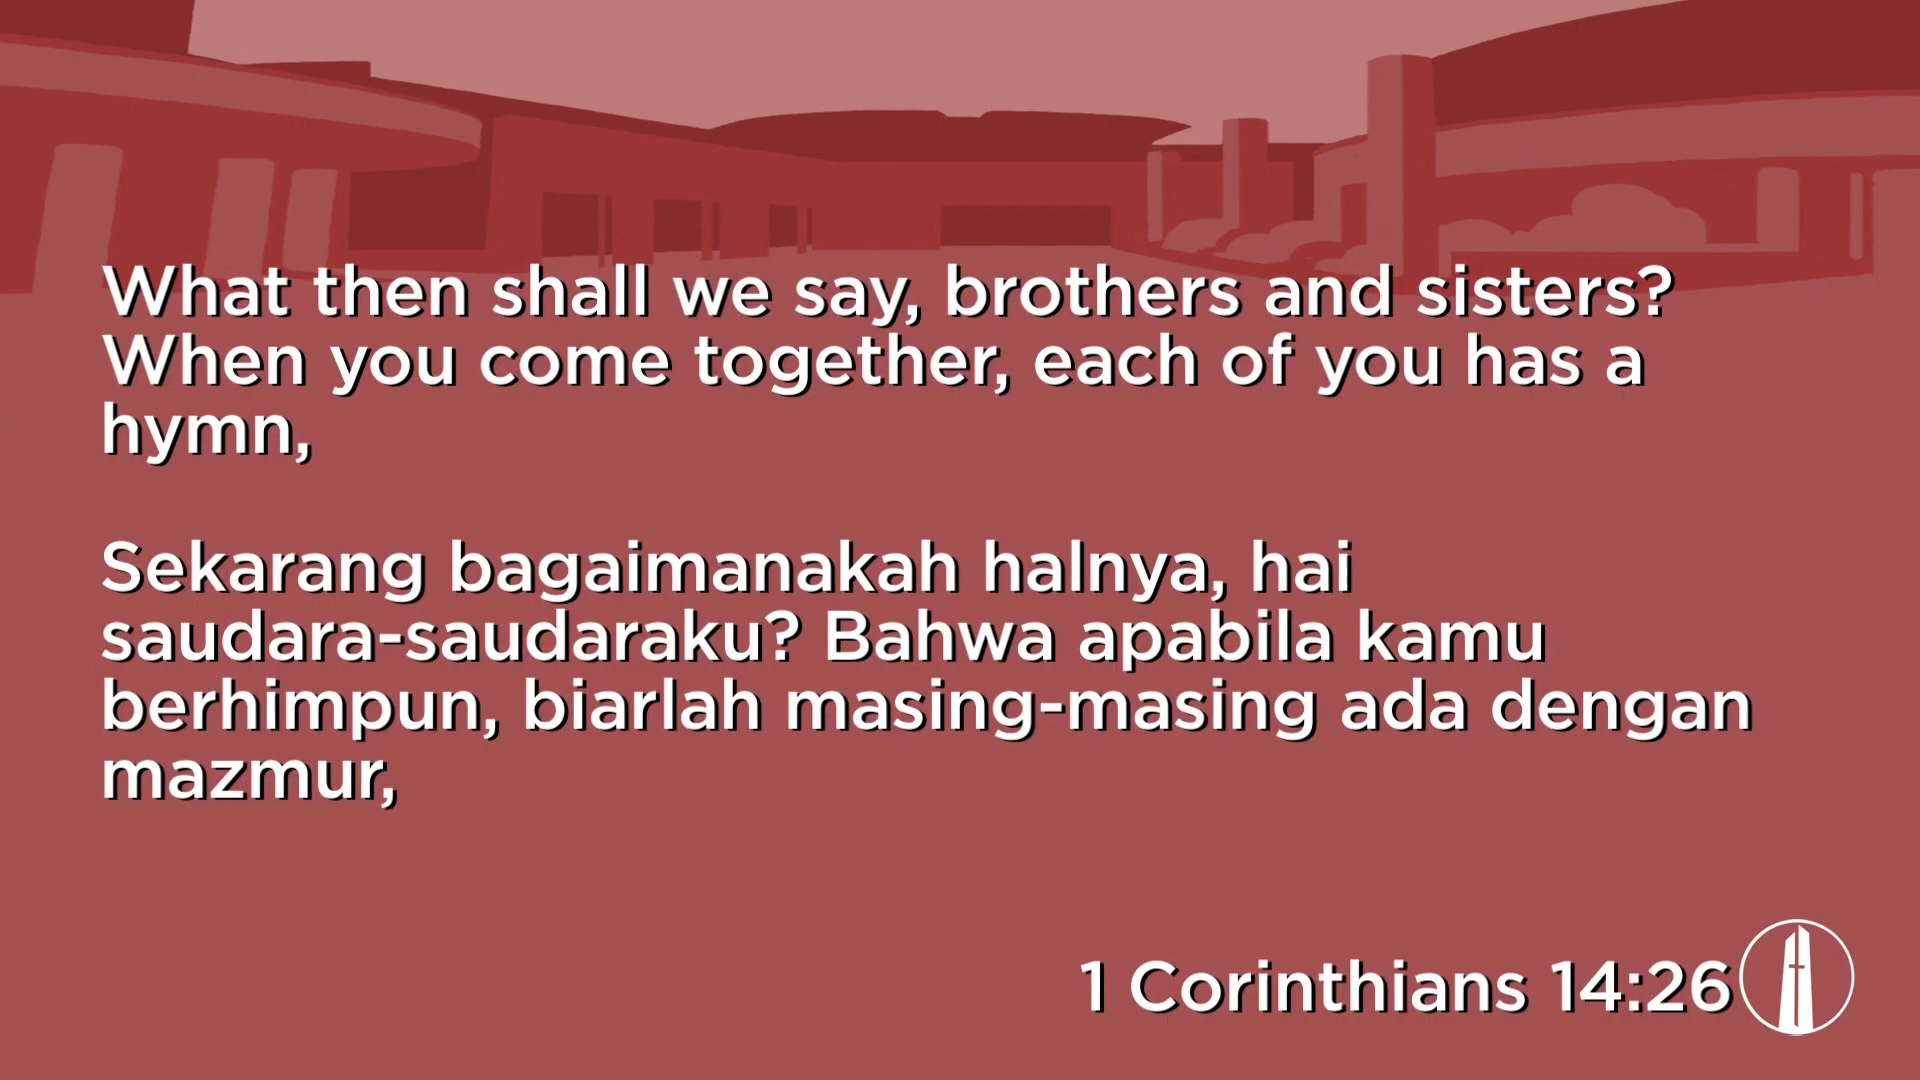 What then shall we say, brothers and sisters?
When you come together, each of you has a
hymn,
Sekarang bagaimanakah halnya, hai
saudara-saudaraku? Bahwa apabila kamu
berhimpun, biarlah masing-masing ada dengan
mazmur,
1 Corinthians 14:26